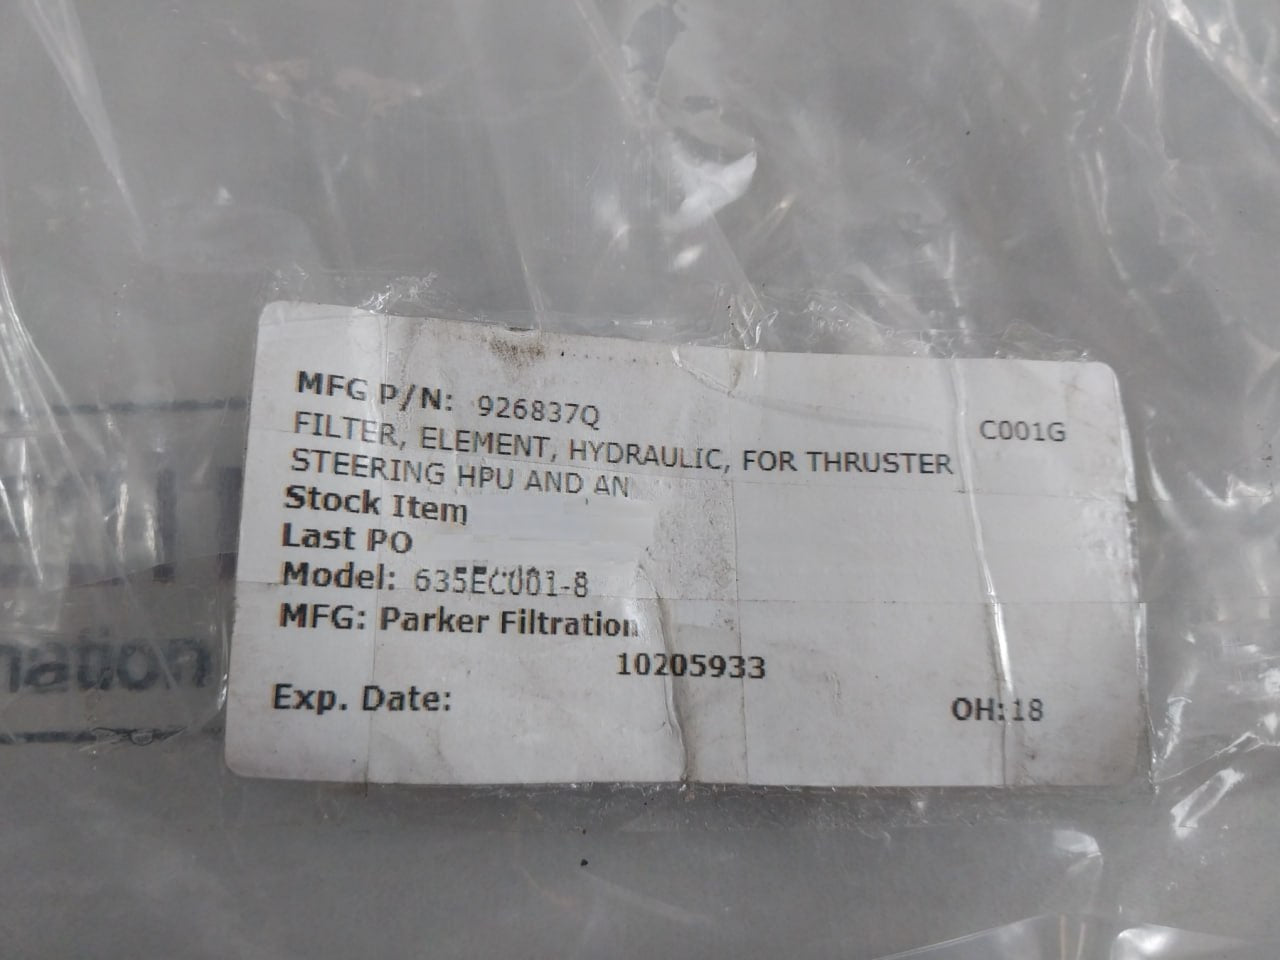 MFG P/N: 926837Q
C001G
FILTER, ELEMENT, HYDRAULIC, FOR THRUSTER
STEERING HPU AND AN
Stock Item
Last PO
Model: 635EC001-8
MFG: Parker Filtration
10205933
Exp. Date:
OH: 18
mation